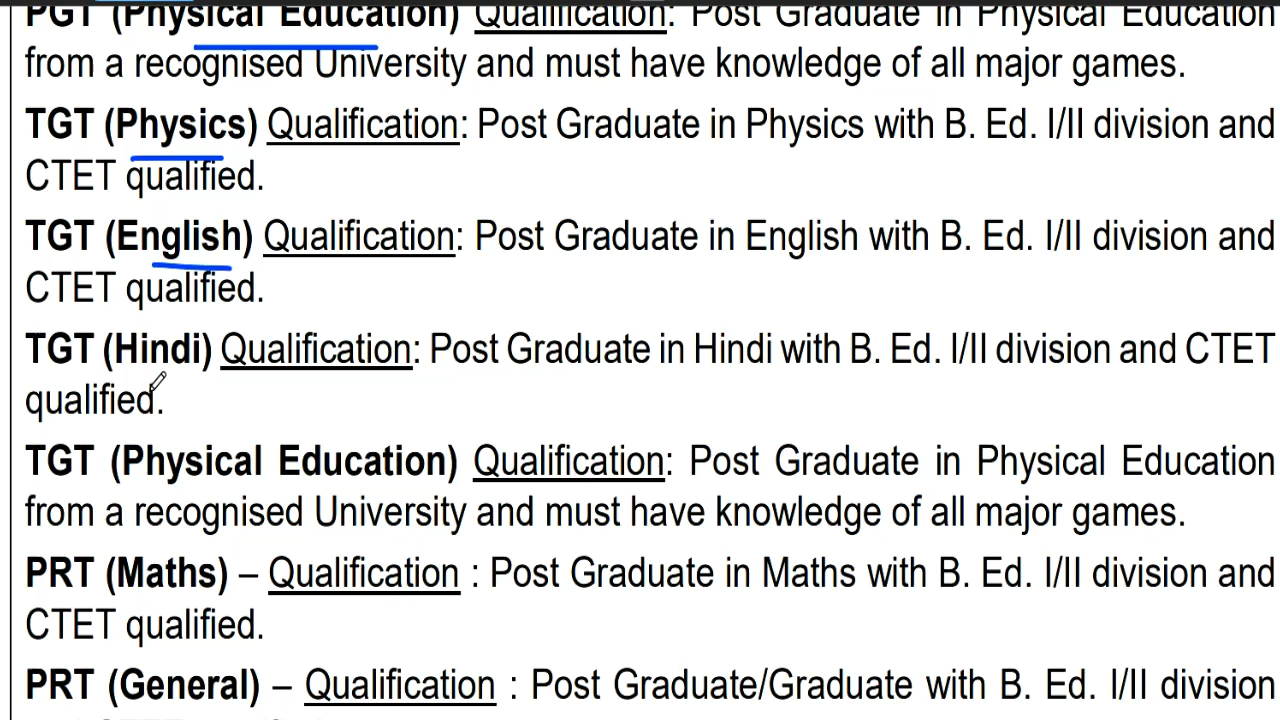 PGT (Physical Education) Qualification: Post Graduate in Physical Education
from a recognised University and must have knowledge of all major games.
TGT (Physics) Qualification: Post Graduate in Physics with B. Ed. I/II division and
CTET qualified.
TGT (English) Qualification: Post Graduate in English with B. Ed. I/II division and
CTET qualified.
TGT (Hindi) Qualification: Post Graduate in Hindi with B. Ed. I/II division and CTET
qualified.
TGT (Physical Education) Qualification: Post Graduate in Physical Education
from a recognised University and must have knowledge of all major games.
PRT (Maths) – Qualification : Post Graduate in Maths with B. Ed. I/II division and
CTET qualified.
PRT (General) – Qualification : Post Graduate/Graduate with B. Ed. I/II division